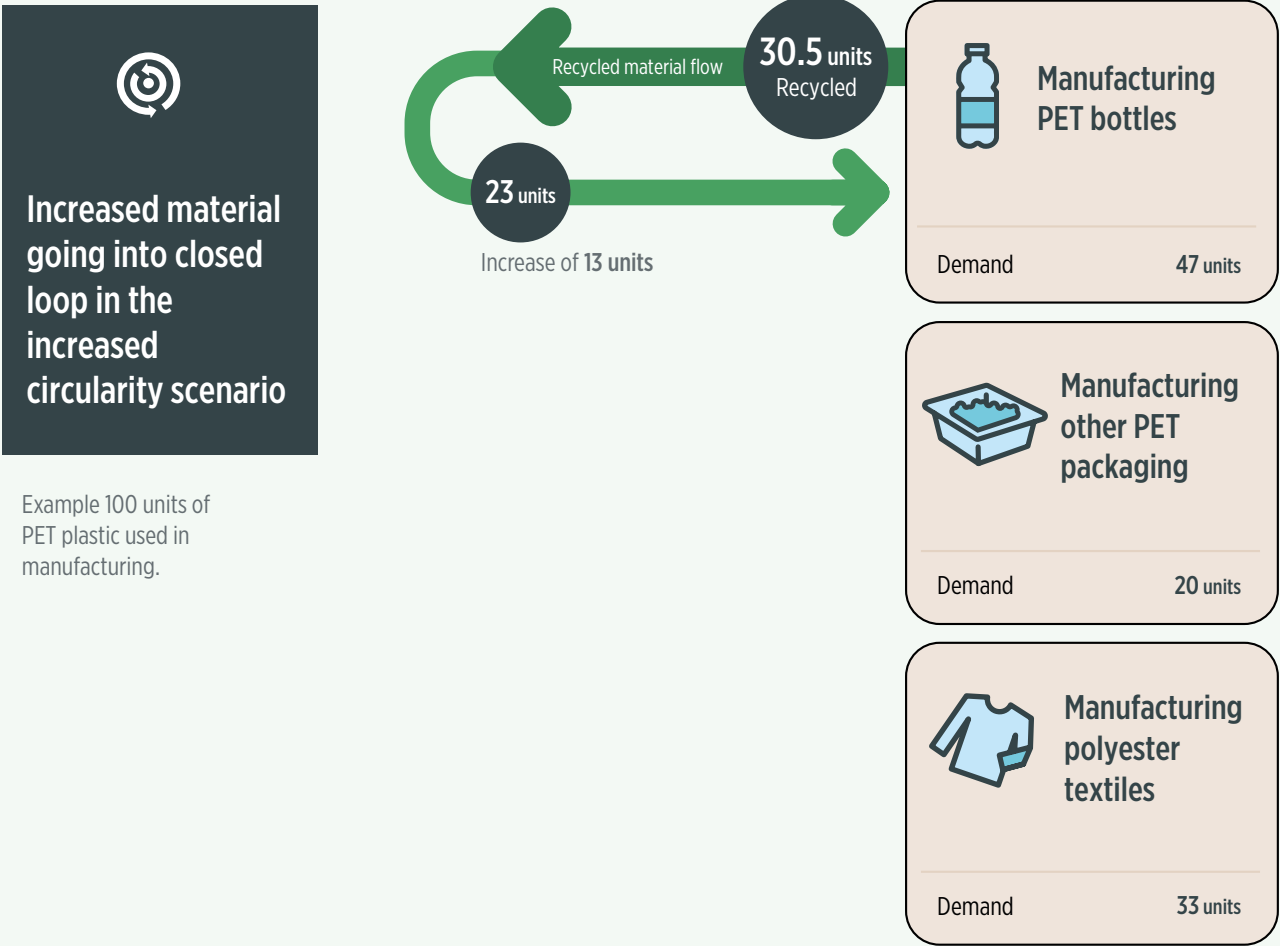 Increased material
going into closed
loop in the
increased
circularity scenario
Example 100 units of
PET plastic used in
manufacturing.
Recycled material flow
30.5 units
Recycled
23 units
Increase of 13 units
Manufacturing
PET bottles
Demand 47 units
Manufacturing
other PET
packaging
Demand 20 units
Manufacturing
polyester
textiles
Demand 33 units